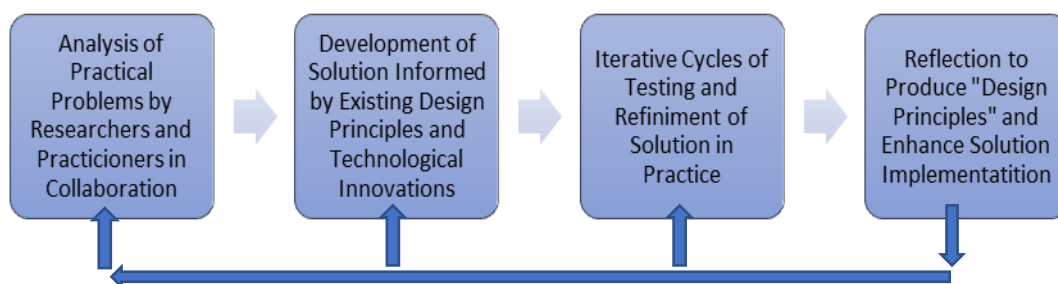 Analysis of
Practical
Problems by
Researchers and
Practicioners in
Collaboration
Development of
Solution Informed
by Existing Design
Principles and
Technological
Innovations
Iterative Cycles of
Testing and
Refiniment of
Solution in
Practice
Reflection to
Produce "Design
Principles" and
Enhance Solution
Implementatition